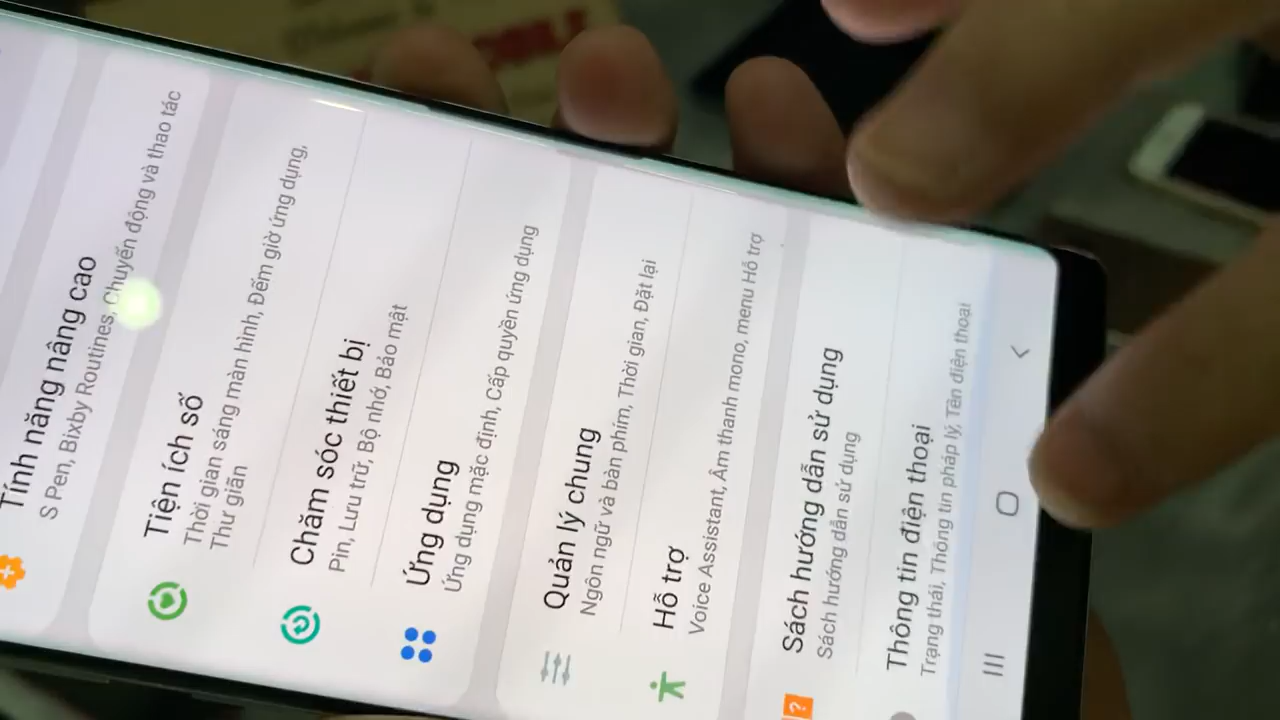 Tính năng nâng cao
S Pen, Bixby Routines, Chuyển động và thao tác
Tiện ích số
Thời gian sáng màn hình, Đếm giờ ứng dụng,
Thư giãn
Chăm sóc thiết bị
Pin, Lưu trữ, Bộ nhớ, Bảo mật
Ứng dụng
Ứng dụng mặc định, Cấp quyền ứng dụng
Quản lý chung
Ngôn ngữ và bàn phím, Thời gian, Đặt lại
Hỗ trợ
Voice Assistant, Âm thanh mono, menu Hỗ trợ
Sách hướng dẫn sử dụng
Sách hướng dẫn sử dụng
Thông tin điện thoại
Trạng thái, Thông tin pháp lý, Tên điện thoại